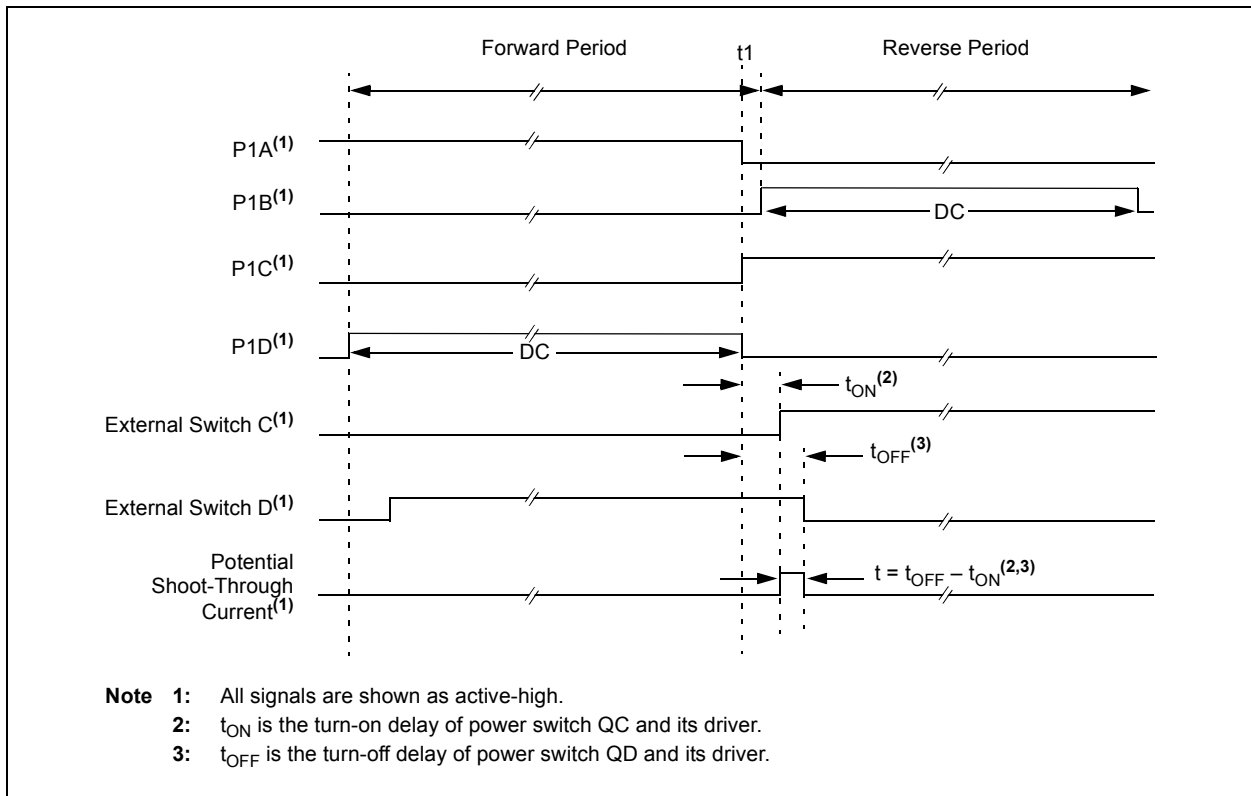 Forward Period
t1
Reverse Period
P1A(1)
P1B(1)
DC
P1C(1)
P1D(1)
DC
tON(2)
External Switch C(1)
tOFF(3)
External Switch D(1)
Potential
Shoot-Through
Current(1)
t = tOFF – tON(2,3)
Note 1: All signals are shown as active-high.
2: tON is the turn-on delay of power switch QC and its driver.
3: tOFF is the turn-off delay of power switch QD and its driver.